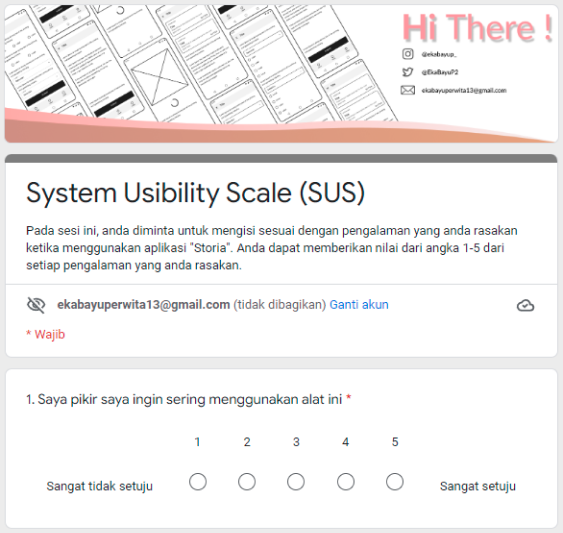 Hi There !
@ekabayup_
@EkaBayuP2
ekabayuperwita13@gmail.com
System Usibility Scale (SUS)
Pada sesi ini, anda diminta untuk mengisi sesuai dengan pengalaman yang anda rasakan
ketika menggunakan aplikasi "Storia". Anda dapat memberikan nilai dari angka 1-5 dari
setiap pengalaman yang anda rasakan.
ekabayuperwita13@gmail.com (tidak dibagikan) Ganti akun
* Wajib
1. Saya pikir saya ingin sering menggunakan alat ini *
1 2 3 4 5
Sangat tidak setuju Sangat setuju